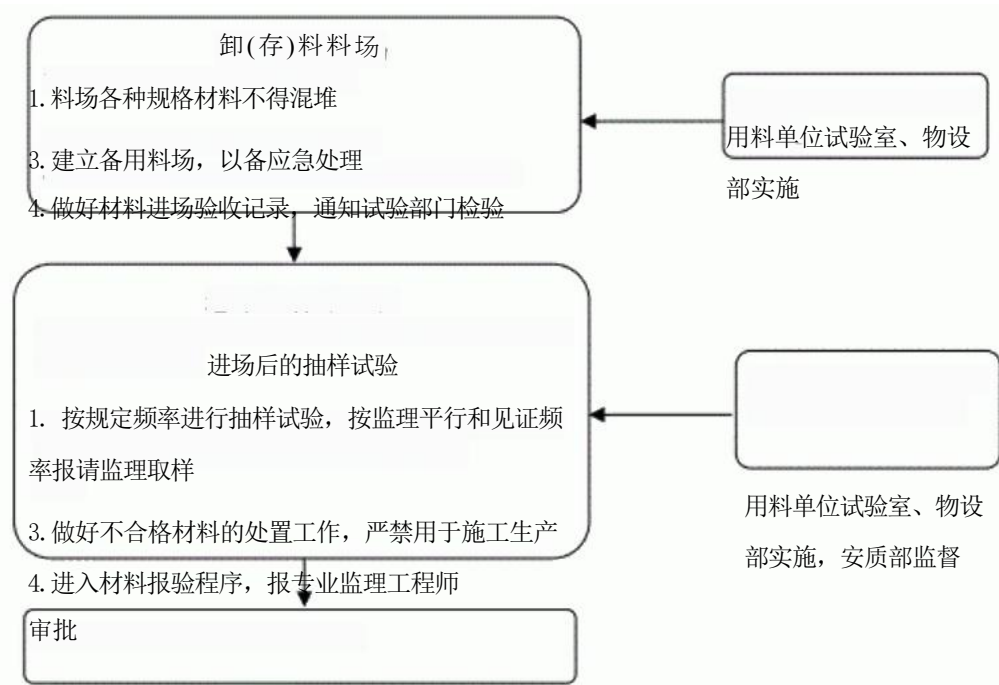 卸(存)料料场
1.料场各种规格材料不得混堆
3.建立备用料场，以备应急处理
4.做好材料进场验收记录，通知试验部门检验
用料单位试验室、物设
部实施
进场后的抽样试验
1. 按规定频率进行抽样试验，按监理平行和见证频
率报请监理取样
3.做好不合格材料的处置工作，严禁用于施工生产
4.进入材料报验程序，报专业监理工程师
审批
用料单位试验室、物设
部实施，安质部监督